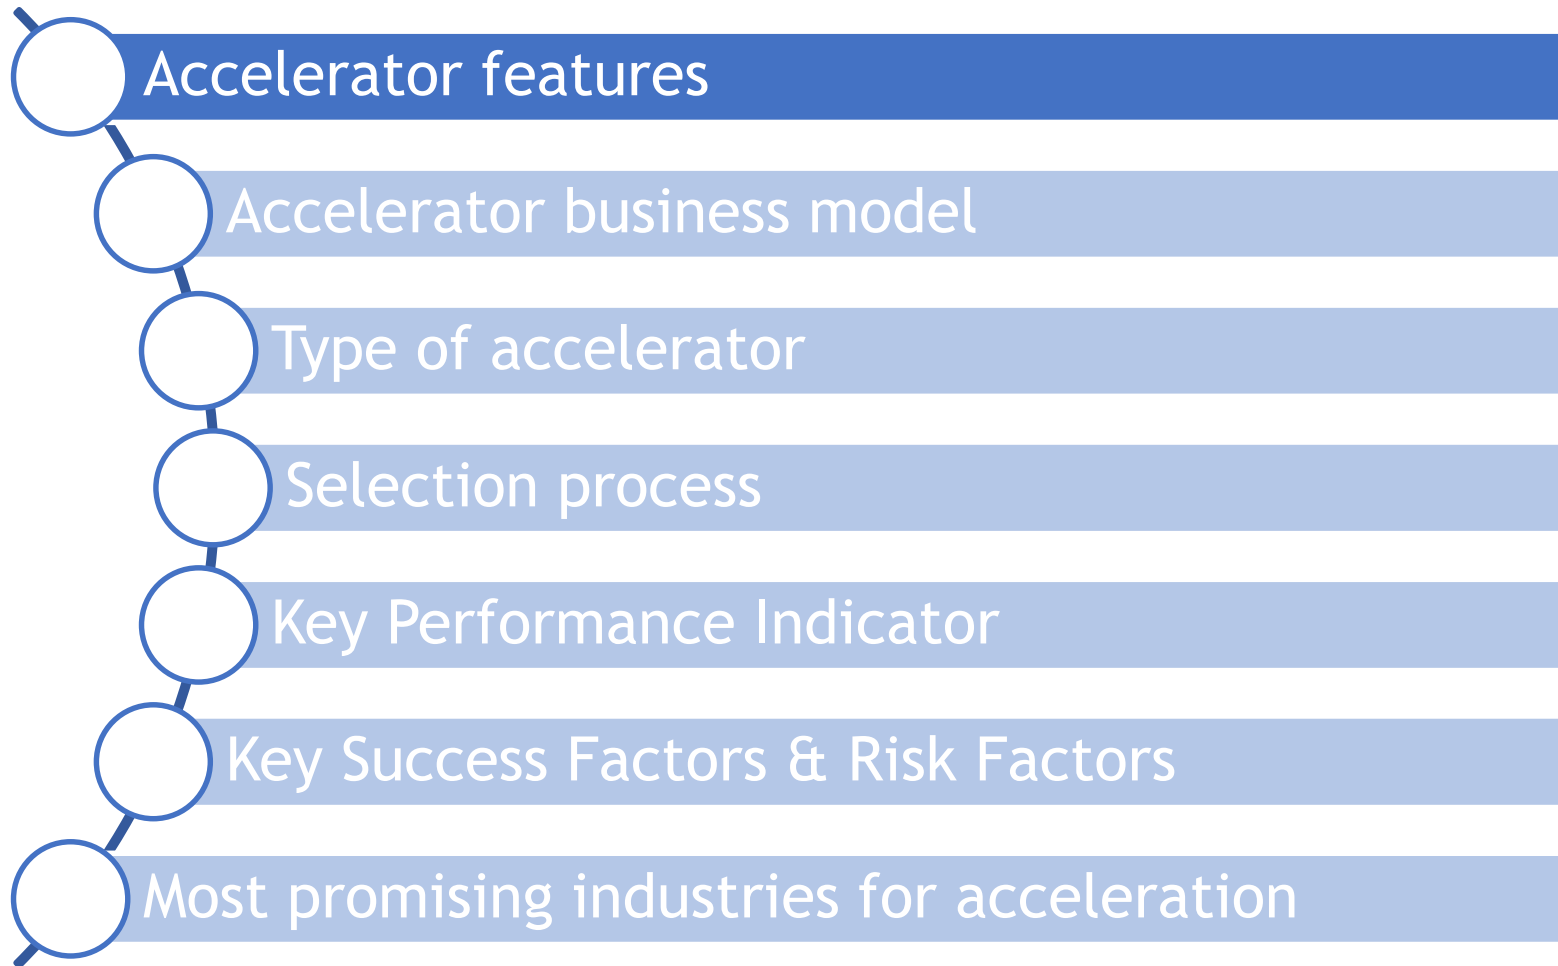 Accelerator features
Accelerator business model
Type of accelerator
Selection process
Key Performance Indicator
Key Success Factors & Risk Factors
Most promising industries for acceleration